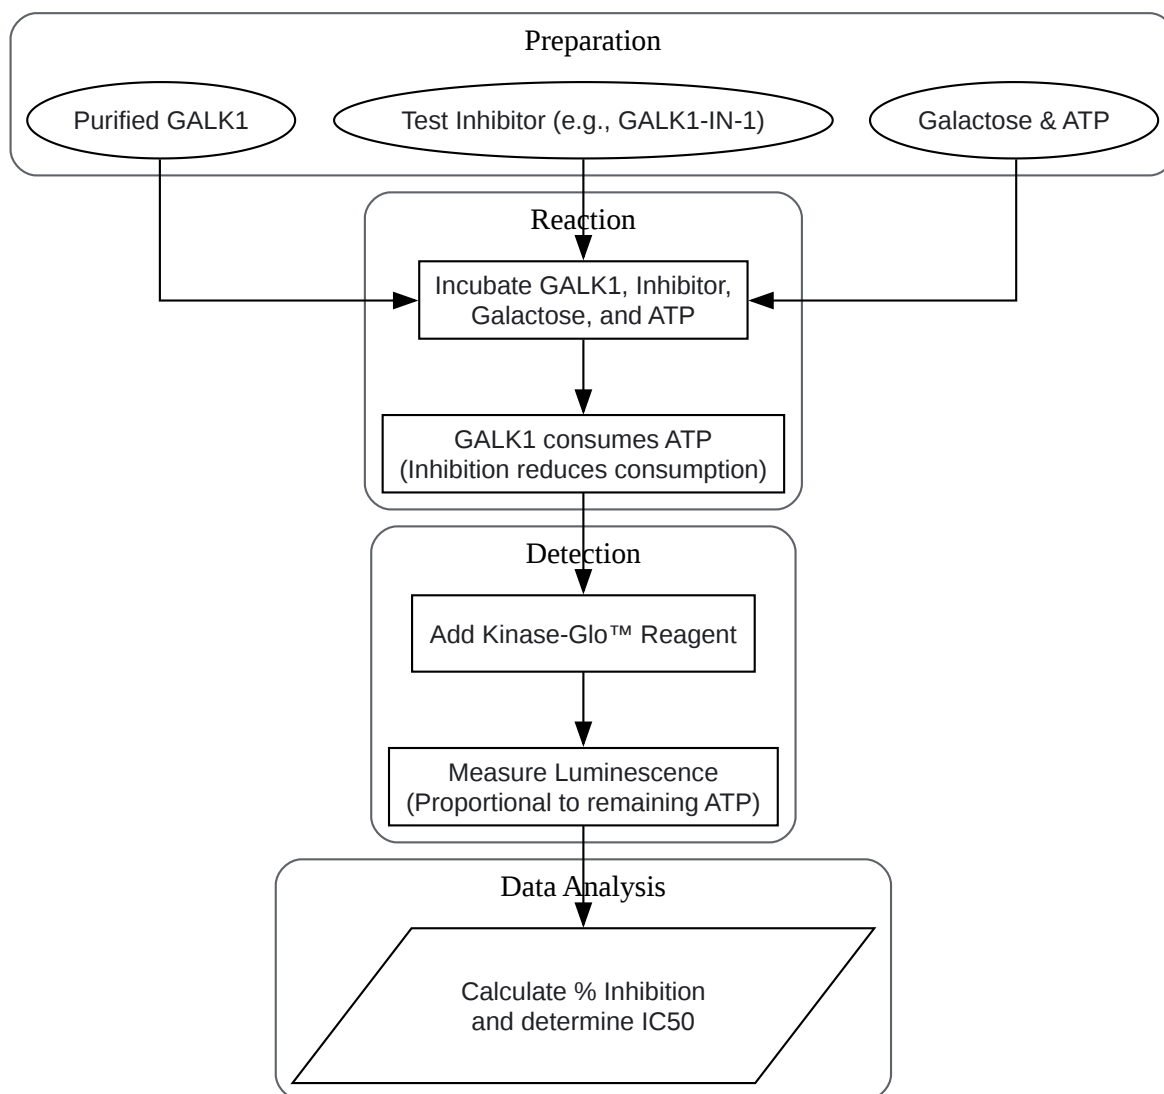 Preparation
Purified GALK1
Test Inhibitor (e.g., GALK1-IN-1)
Galactose & ATP
Reaction
Incubate GALK1, Inhibitor,
Galactose, and ATP
GALK1 consumes ATP
(Inhibition reduces consumption)
Detection
Add Kinase-Glo™ Reagent
Measure Luminescence
(Proportional to remaining ATP)
Data Analysis
Calculate % Inhibition
and determine IC50